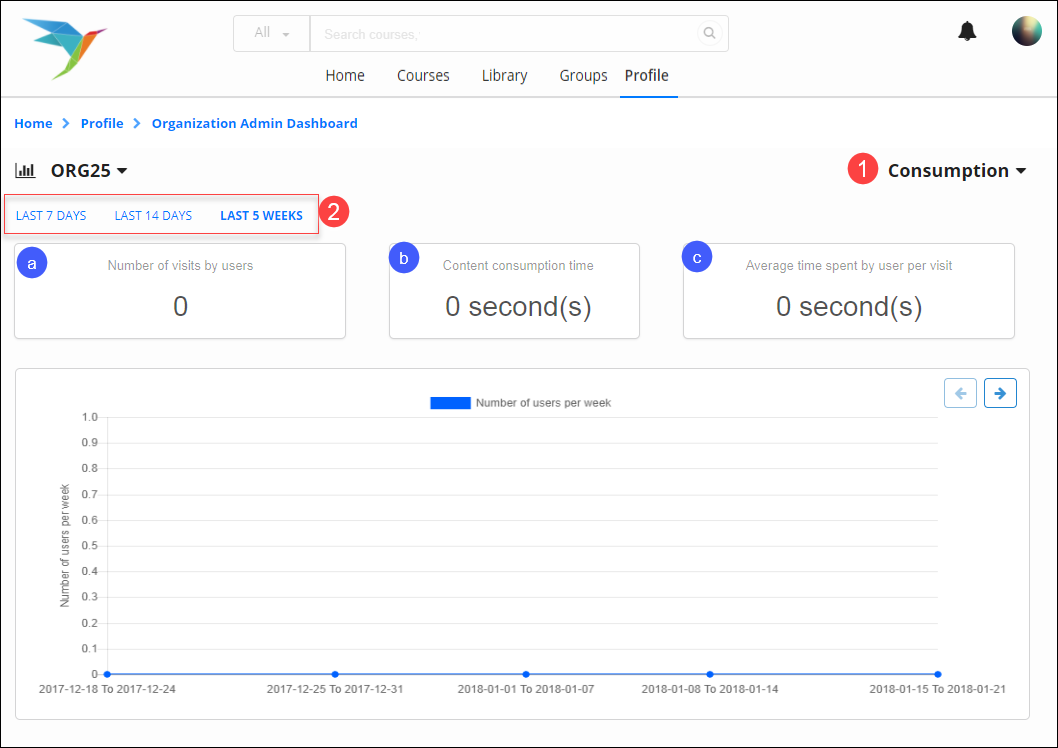 All
Search courses,
Home Courses Library Groups Profile
Home Profile Organization Admin Dashboard
ORG25
1 Consumption
LAST 7 DAYS LAST 14 DAYS LAST 5 WEEKS 2
a Number of visits by users
0
b Content consumption time
0 second(s)
c Average time spent by user per visit
0 second(s)
Number of users per week
Number of users per week
1.0
0.9
0.8
0.7
0.6
0.5
0.4
0.3
0.2
0.1
0
2017-12-18 To 2017-12-24 2017-12-25 To 2017-12-31 2018-01-01 To 2018-01-07 2018-01-08 To 2018-01-14 2018-01-15 To 2018-01-21